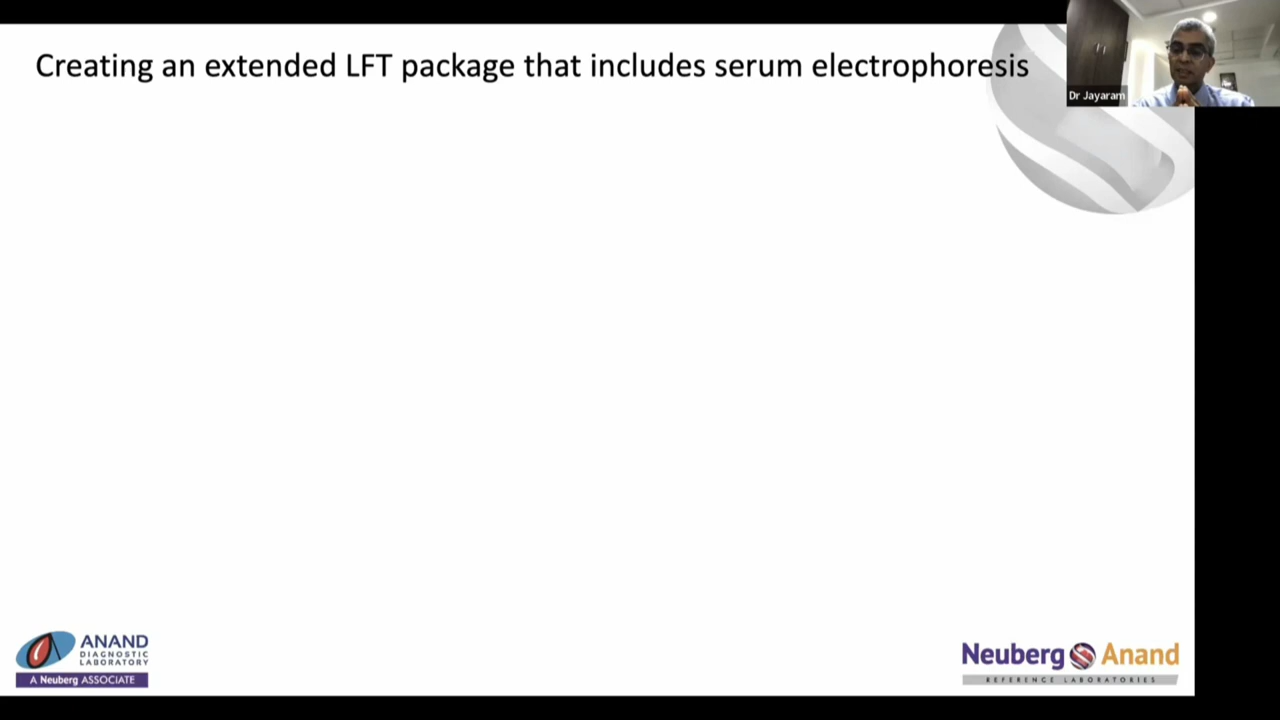 Creating an extended LFT package that includes serum electrophoresis
Dr Jayaram
ANAND
DIAGNOSTIC
LABORATORY
A Neuberg ASSOCIATE
Neuberg Anand
REFERENCE LABORATORIES